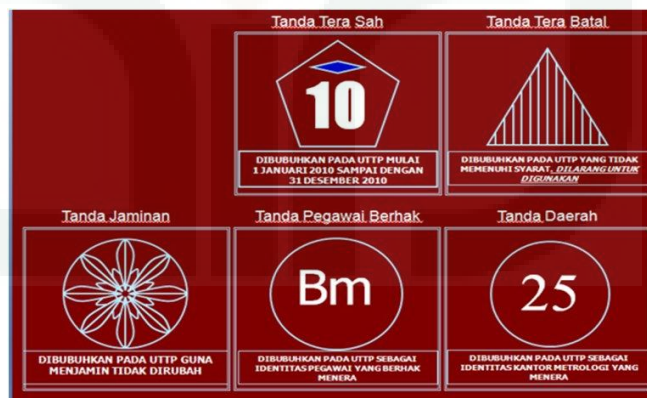 Tanda Tera Sah
Tanda Tera Batal
10
DIBUBUHKAN PADA UTTP MULAI
1 JANUARI 2010 SAMPAI DENGAN
31 DESEMBER 2010
DIBUBUHKAN PADA UTTP YANG TIDAK
MEMENUHI SYARAT, DILARANG UNTUK
DIGUNAKAN
Tanda Jaminan
Tanda Pegawai Berhak
Tanda Daerah
DIBUBUHKAN PADA UTTP GUNA
MENJAMIN TIDAK DIRUBAH
Bm
DIBUBUHKAN PADA UTTP SEBAGAI
IDENTITAS PEGAWAI YANG BERHAK
MENERA
25
DIBUBUHKAN PADA UTTP SEBAGAI
IDENTITAS KANTOR METROLOGI YANG
MENERA